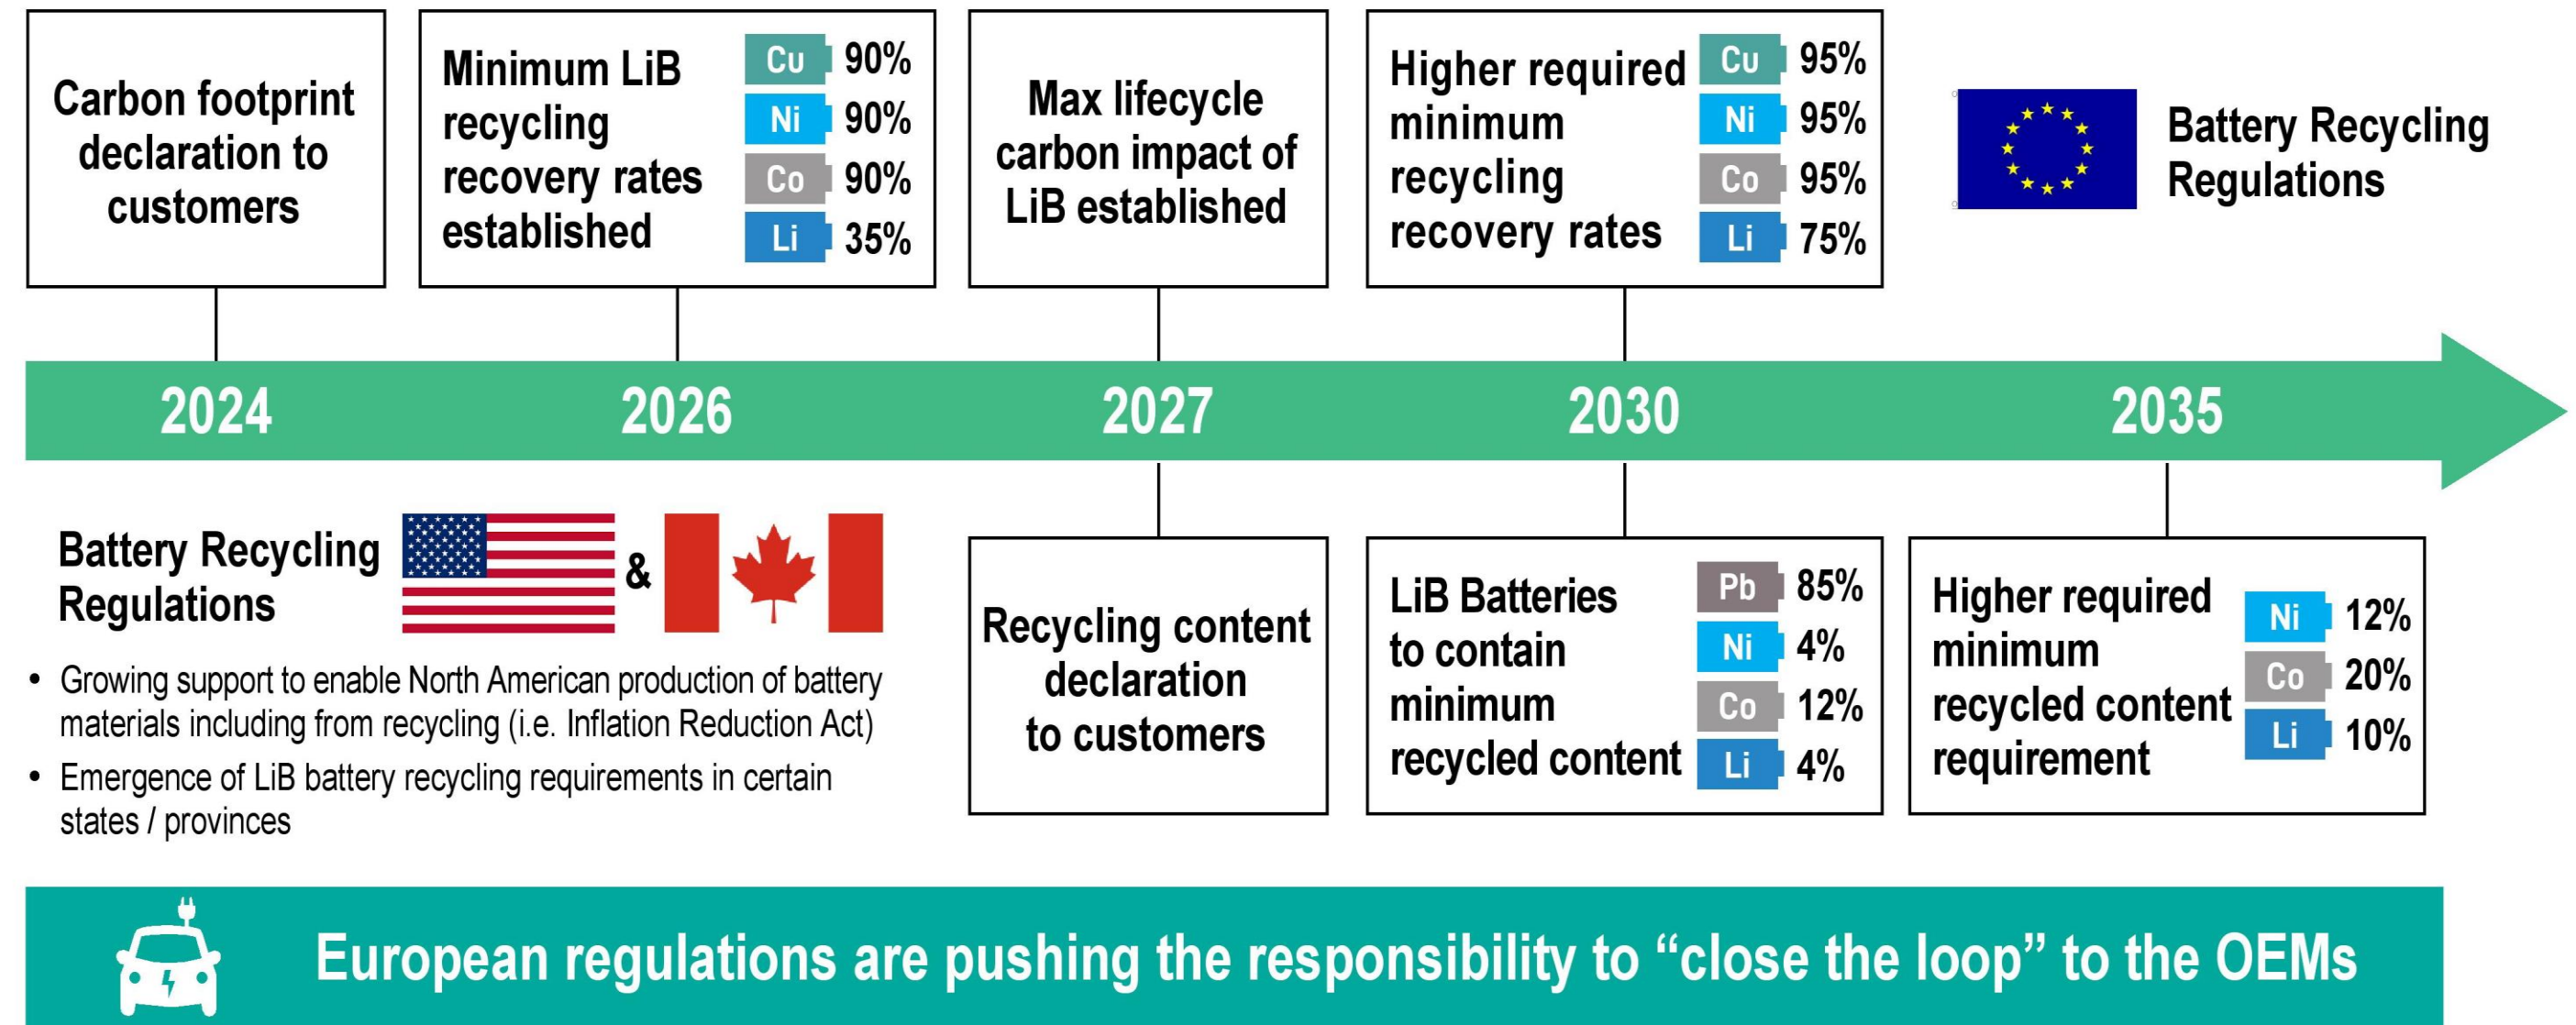 Carbon footprint
declaration to
customers
Minimum LiB
recycling
recovery rates
established
Cu 90%
Ni 90%
Co 90%
Li 35%
Max lifecycle
carbon impact of
LiB established
Higher required
minimum
recycling
recovery rates
Cu 95%
Ni 95%
Co 95%
Li 75%
Battery Recycling
Regulations
2024
2026
2027
2030
2035
Battery Recycling
Regulations
&
• Growing support to enable North American production of battery
materials including from recycling (i.e. Inflation Reduction Act)
• Emergence of LiB battery recycling requirements in certain
states / provinces
Recycling content
declaration
to customers
LiB Batteries
to contain
minimum
recycled content
Pb 85%
Ni 4%
Co 12%
Li 4%
Higher required
minimum
recycled content
requirement
Ni 12%
Co 20%
Li 10%
European regulations are pushing the responsibility to “close the loop” to the OEMs